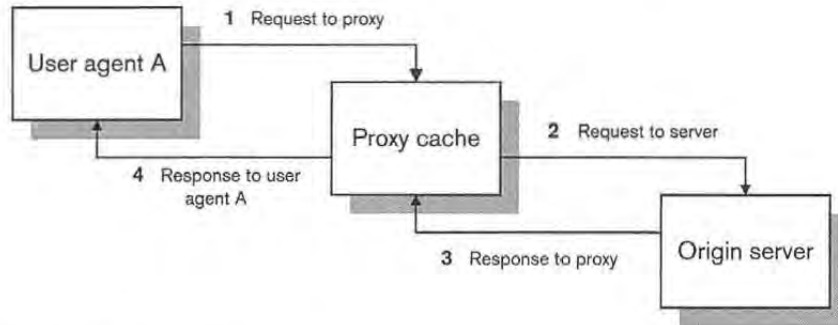 1 Request to proxy
User agent A
Proxy cache
2 Request to server
4 Response to user
agent A
Origin server
3 Response to proxy